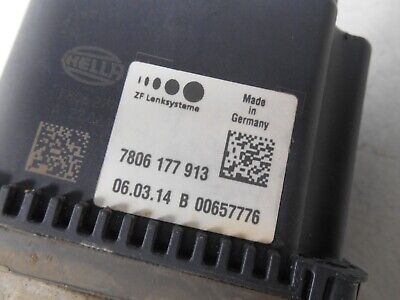 HELLA
ZF Lenksysteme
Made
in
Germany
7806 177 913
06.03.14 B 00657776